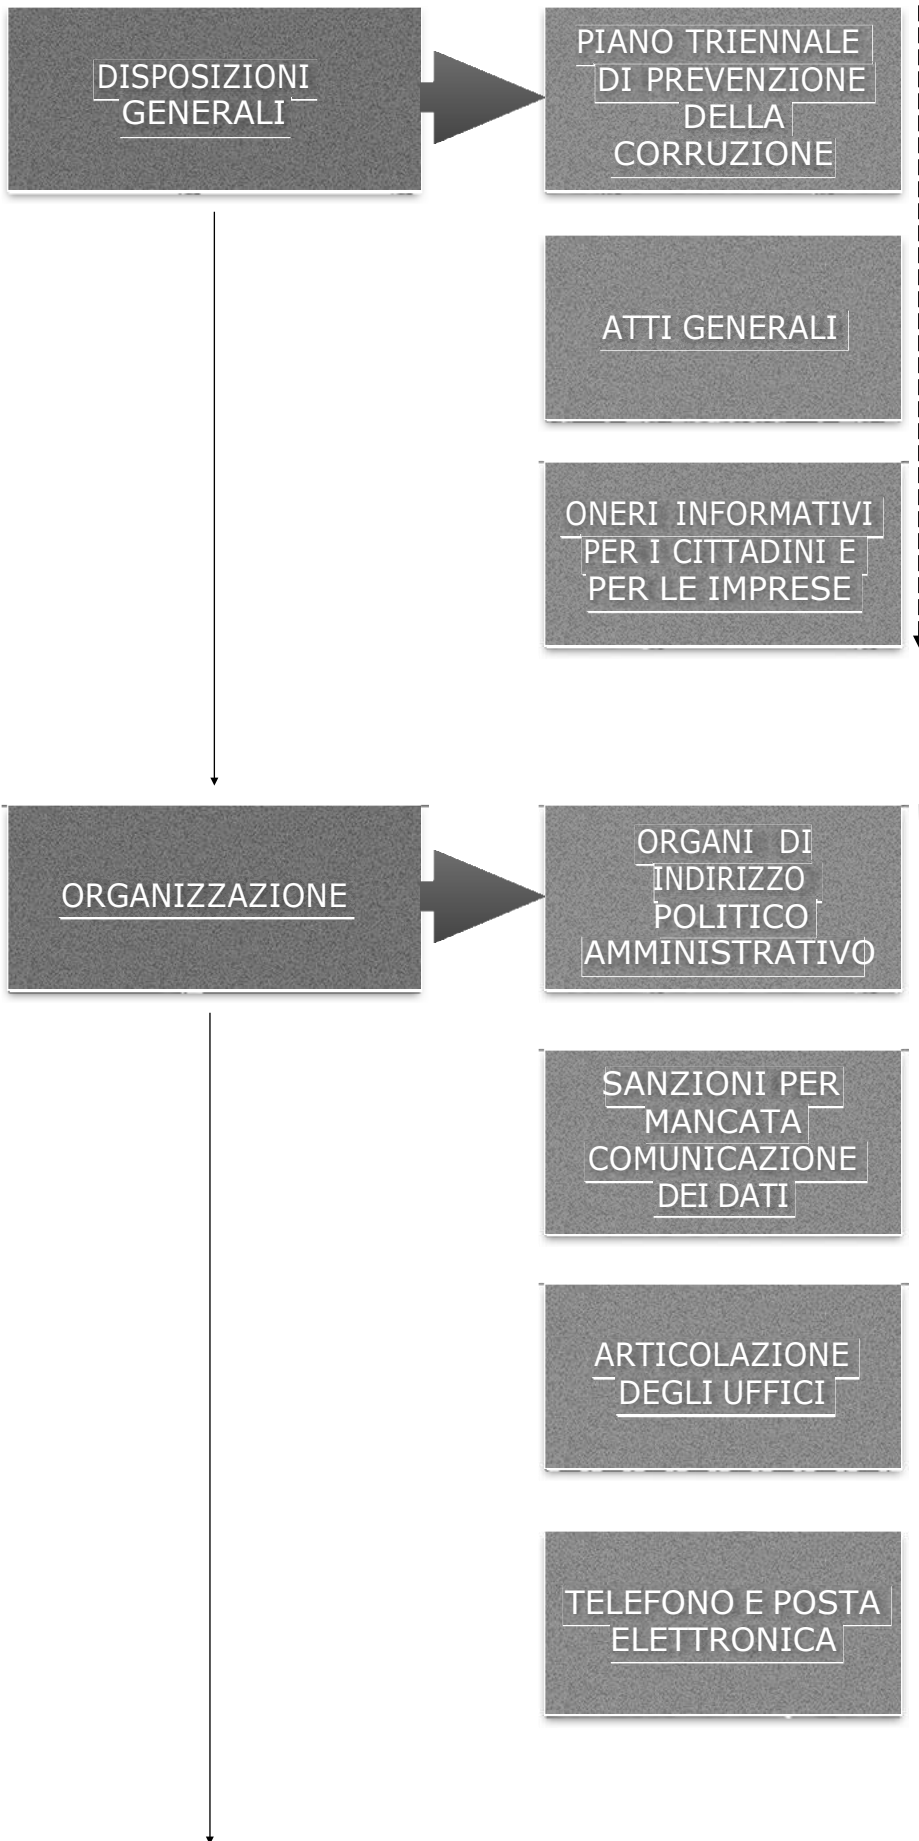 DISPOSIZIONI
GENERALI
PIANO TRIENNALE
DI PREVENZIONE
DELLA
CORRUZIONE
ATTI GENERALI
ONERI INFORMATIVI
PER I CITTADINI E
PER LE IMPRESE
ORGANIZZAZIONE
ORGANI DI
INDIRIZZO
POLITICO
AMMINISTRATIVO
SANZIONI PER
MANCATA
COMUNICAZIONE
DEI DATI
ARTICOLAZIONE
DEGLI UFFICI
TELEFONO E POSTA
ELETTRONICA